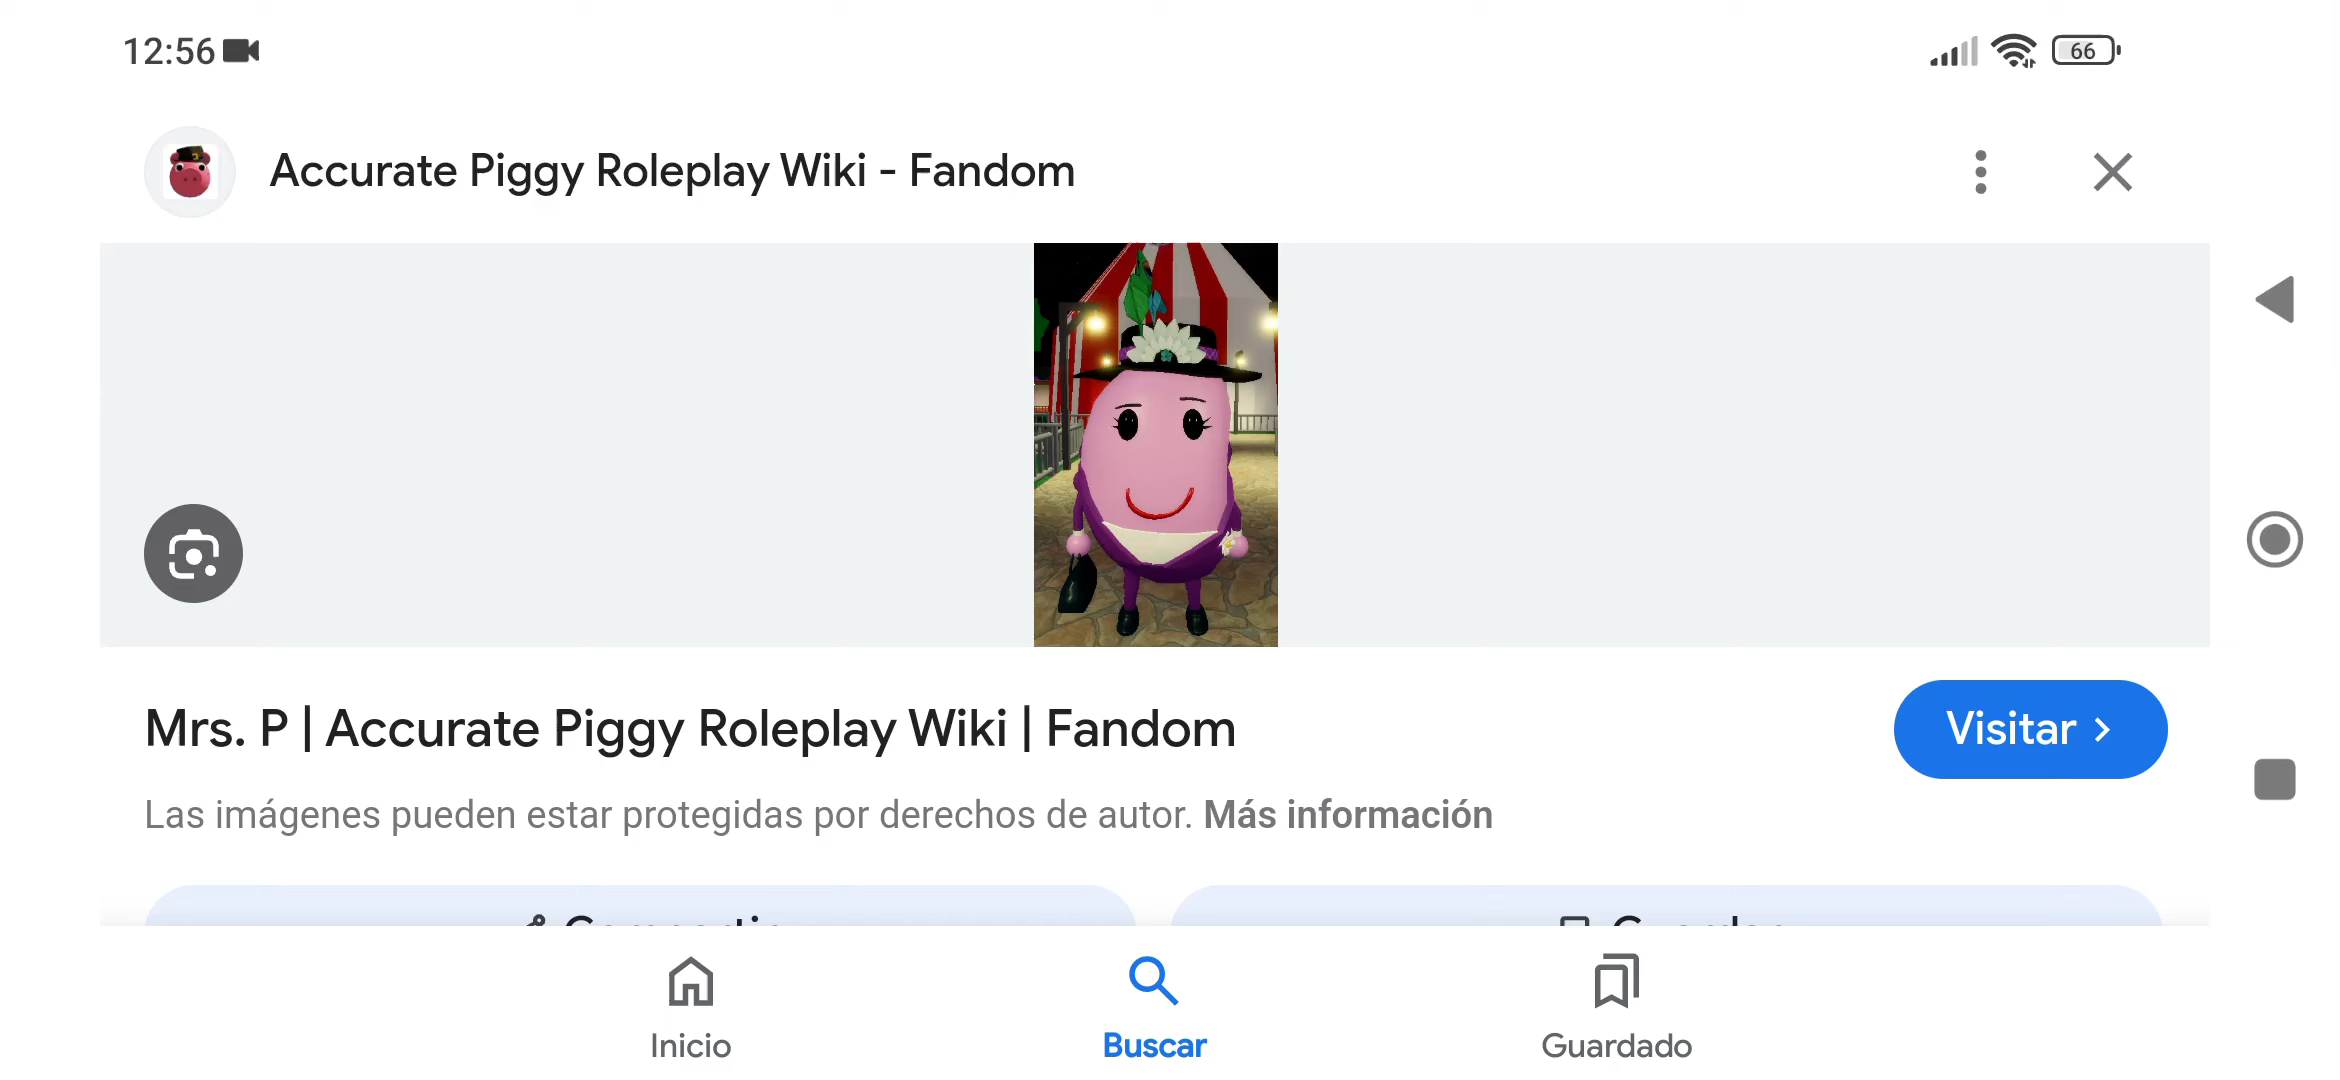 12:56
66
Accurate Piggy Roleplay Wiki - Fandom
Mrs. P | Accurate Piggy Roleplay Wiki | Fandom
Visitar
Las imágenes pueden estar protegidas por derechos de autor. Más información
Inicio
Buscar
Guardado